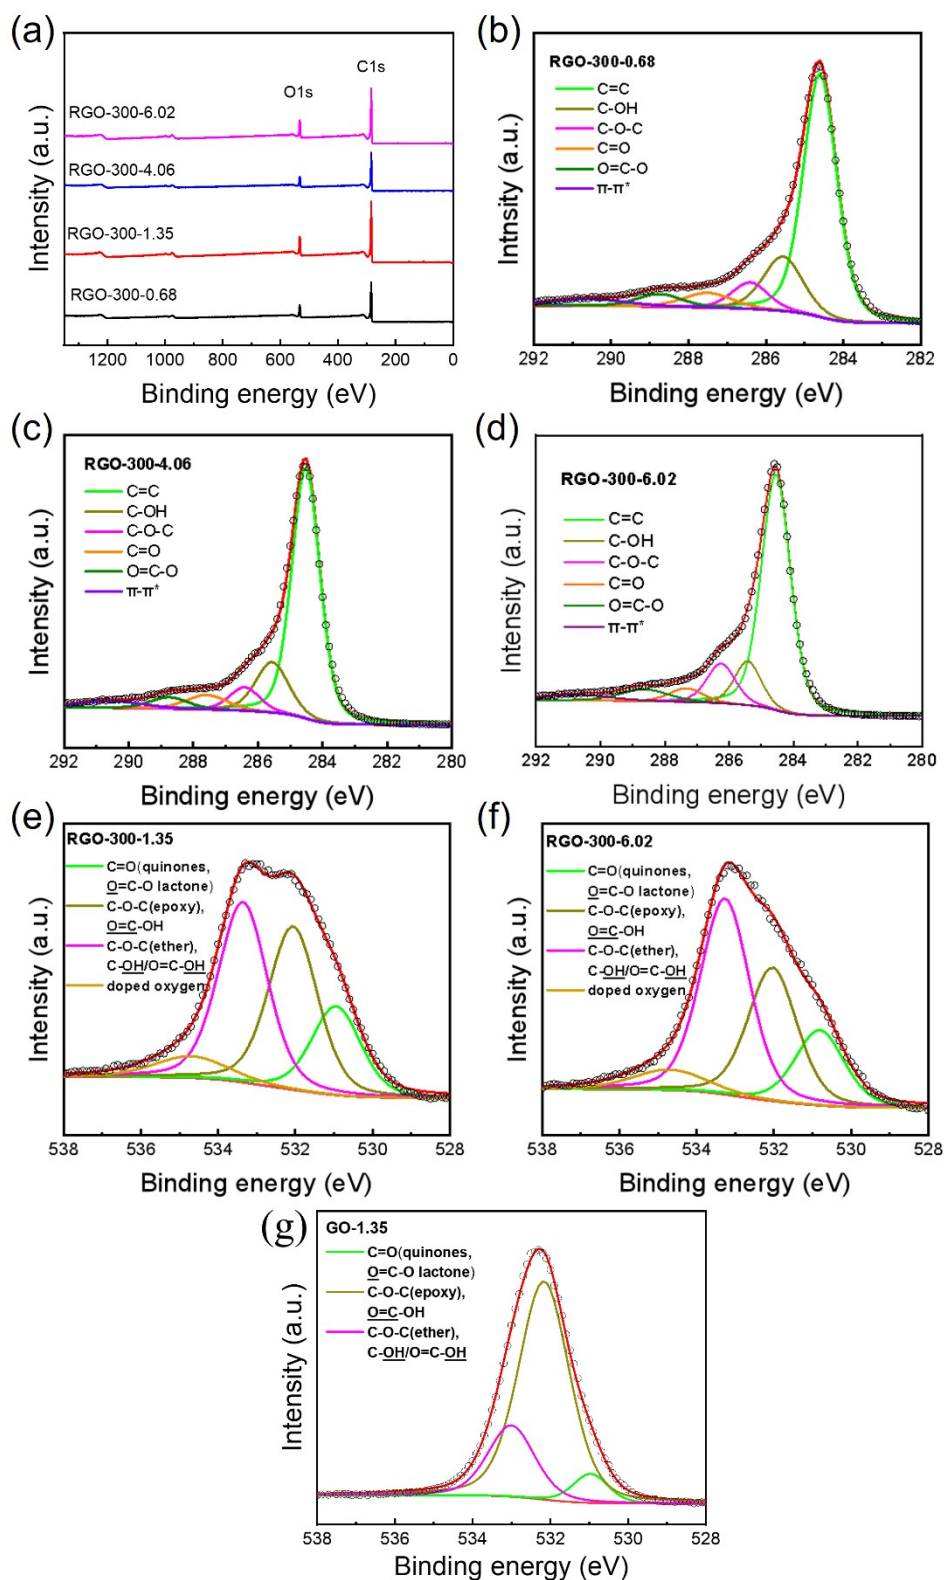 (a)
Intensity (a.u.)
RGO-300-6.02
RGO-300-4.06
RGO-300-1.35
RGO-300-0.68
O1s
C1s
1200 1000 800 600 400 200 0
Binding energy (eV)
(b)
Intnsity (a.u.)
RGO-300-0.68
C=C
C-OH
C-O-C
C=O
O=C-O
π-π*
292 290 288 286 284 282
Binding energy (eV)
(c)
Intensity (a.u.)
RGO-300-4.06
C=C
C-OH
C-O-C
C=O
O=C-O
π-π*
292 290 288 286 284 282 280
Binding energy (eV)
(d)
Intensity (a.u.)
RGO-300-6.02
C=C
C-OH
C-O-C
C=O
O=C-O
π-π*
292 290 288 286 284 282 280
Binding energy (eV)
(e)
Intensity (a.u.)
RGO-300-1.35
C=O(quinones,
O=C-O lactone)
C-O-C(epoxy),
O=C-OH
C-O-C(ether),
C-OH/O=C-OH
doped oxygen
538 536 534 532 530 528
Binding energy (eV)
(f)
Intensity (a.u.)
RGO-300-6.02
C=O(quinones,
O=C-O lactone)
C-O-C(epoxy),
O=C-OH
C-O-C(ether),
C-OH/O=C-OH
doped oxygen
538 536 534 532 530 528
Binding energy (eV)
(g)
Intensity (a.u.)
GO-1.35
C=O(quinones,
O=C-O lactone)
C-O-C(epoxy),
O=C-OH
C-O-C(ether),
C-OH/O=C-OH
538 536 534 532 530 528
Binding energy (eV)